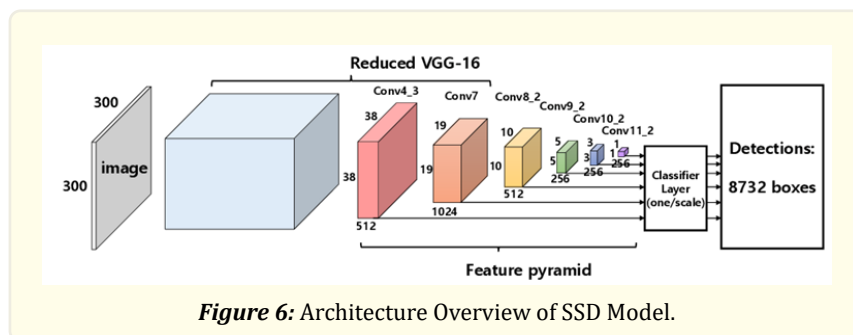 Reduced VGG-16
300
300
image
Conv4_3
38
38
512
Conv7
19
19
1024
Conv8_2
10
10
512
Conv9_2
5
5
256
Conv10_2
3
3
256
Conv11_2
1
1
256
Classifier
Layer
(one/scale)
Detections:
8732 boxes
Feature pyramid
Figure 6: Architecture Overview of SSD Model.